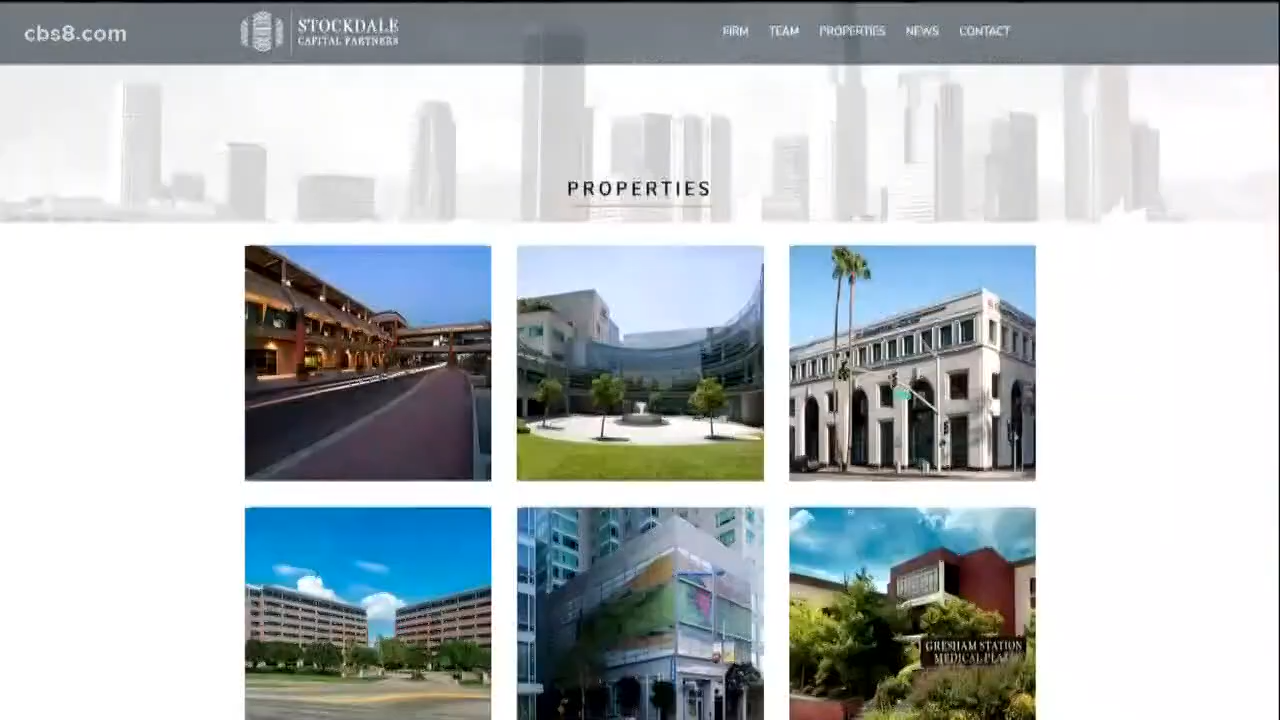 cbs8.com
STOCKDALE
CAPITAL PARTNERS
FIRM TEAM PROPERTIES NEWS CONTACT
PROPERTIES
GRESHAM STATION
MEDICAL PLAZA